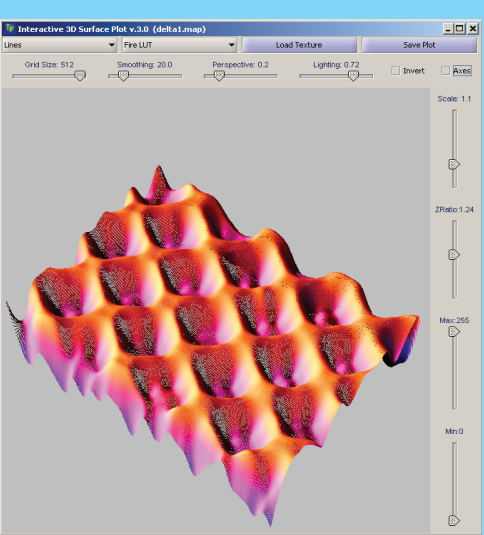 Interactive 3D Surface Plot v.3.0 (delta1.map)
Lines Fire LUT Load Texture Save Plot
Grid Size: 512 Smoothing: 20.0 Perspective: 0.2 Lighting: 0.72 Invert Axes
Scale: 1.1
ZRatio:1.24
Max:255
Min:0